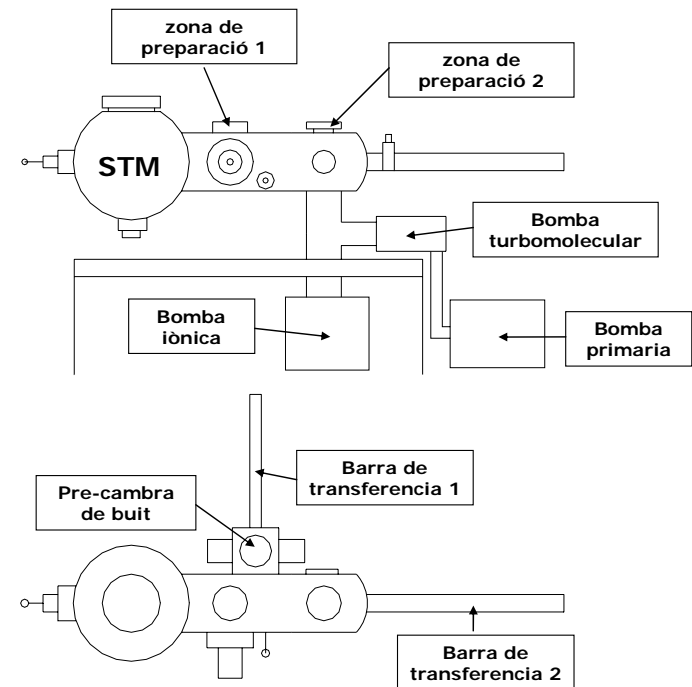 zona de
preparació 1
zona de
preparació 2
STM
Bomba
turbomolecular
Bomba
iònica
Bomba
primaria
Barra de
transferencia 1
Pre-cambra
de buit
Barra de
transferencia 2